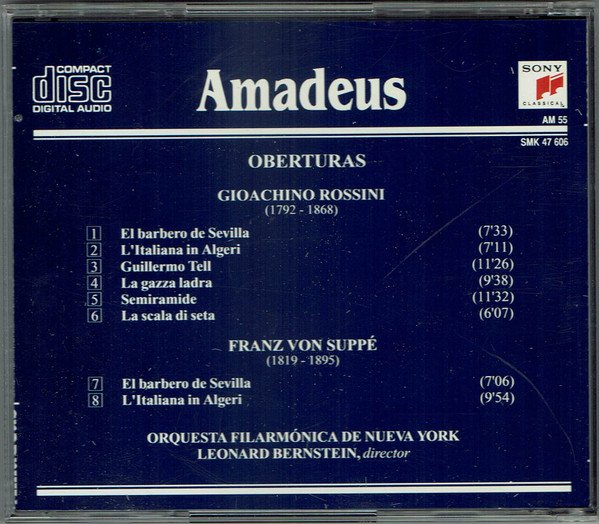 COMPACT
disc
DIGITAL AUDIO
Amadeus
SONY
CLASSICAL
AM 55
SMK 47 606
OBERTURAS
GIOACHINO ROSSINI
(1792 - 1868)
1 El barbero de Sevilla (7'33)
2 L'Italiana in Algeri (7'11)
3 Guillermo Tell (11'26)
4 La gazza ladra (9'38)
5 Semiramide (11'32)
6 La scala di seta (6'07)
FRANZ VON SUPPÉ
(1819 - 1895)
7 El barbero de Sevilla (7'06)
8 L'Italiana in Algeri (9'54)
ORQUESTA FILARMÓNICA DE NUEVA YORK
LEONARD BERNSTEIN, director